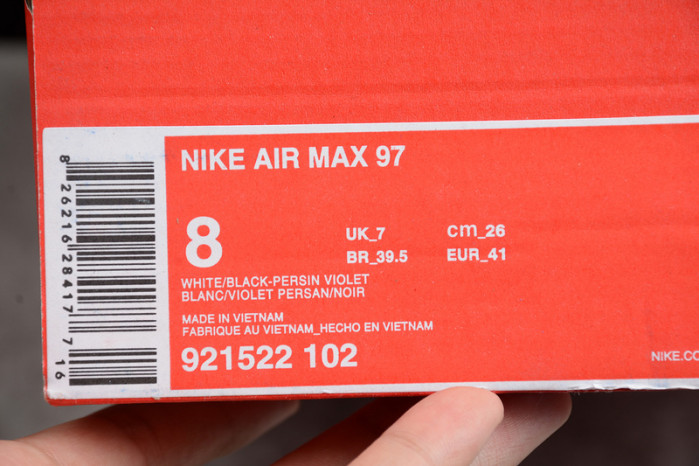 NIKE AIR MAX 97
8
UK_7 cm_26
BR_39.5 EUR_41
WHITE/BLACK-PERSIN VIOLET
BLANC/VIOLET PERSAN/NOIR
MADE IN VIETNAM
FABRIQUE AU VIETNAM_HECHO EN VIETNAM
921522 102
NIKE.CO
8 26216 28417 7 16